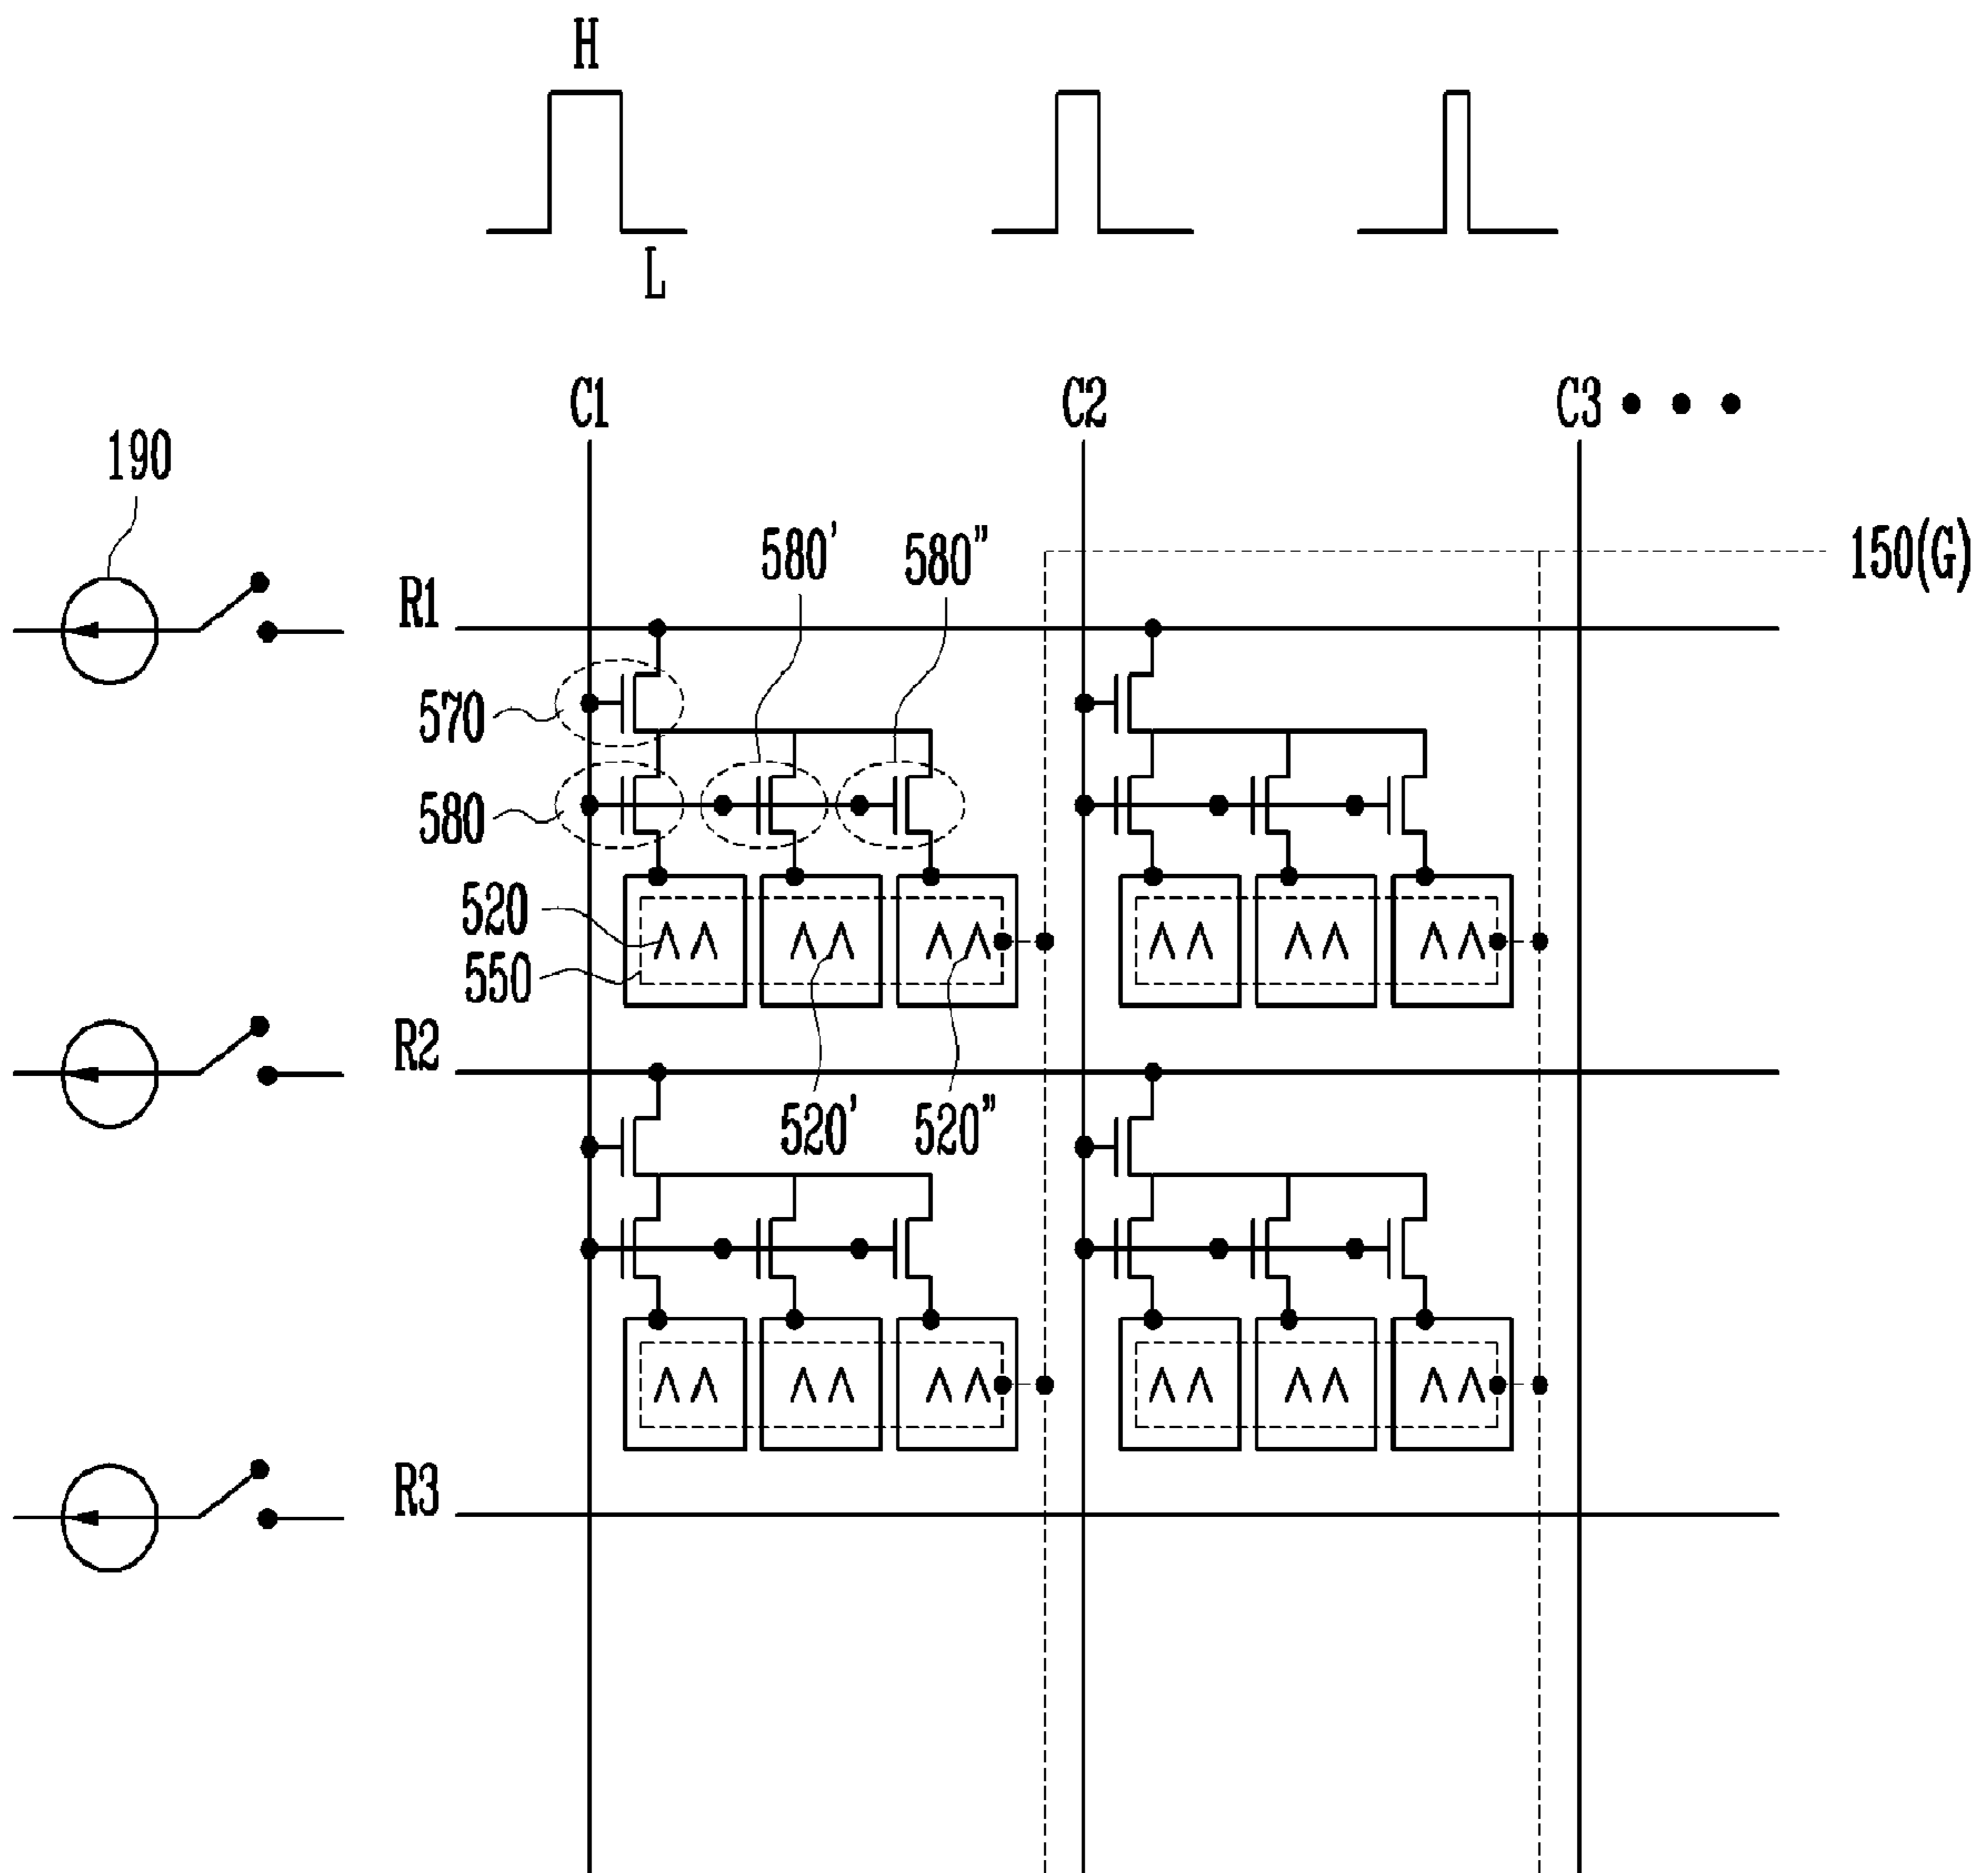 H
L
C1 C2 C3 • • •
190
580' 580"
150(G)
R1
570
580
520
550
R2
520' 520"
R3